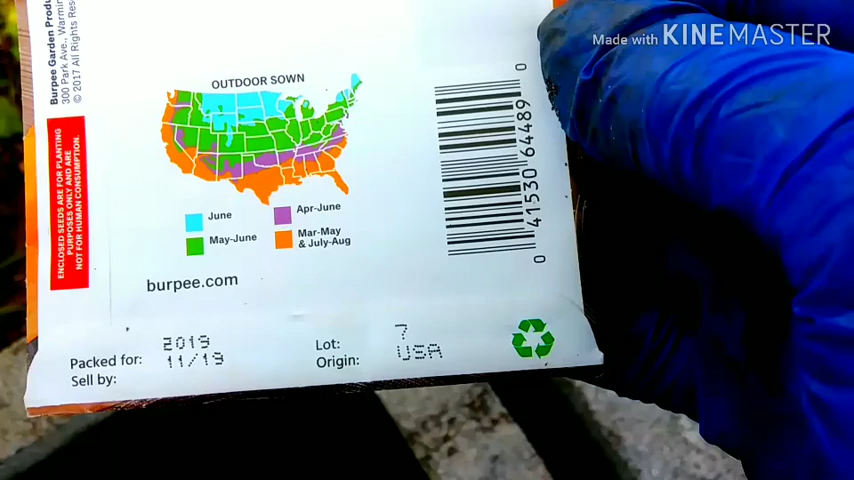 Made with KINEMASTER
Burpee Garden Produ
300 Park Ave., Warmin
© 2017 All Rights Res
ENCLOSED SEEDS ARE FOR PLANTING
PURPOSES ONLY AND ARE
NOT FOR HUMAN CONSUMPTION.
OUTDOOR SOWN
June
Apr-June
May-June
Mar-May
& July-Aug
burpee.com
0 41530 64489 0
Packed for: 2019
Sell by: 11/19
Lot: 7
Origin: USA